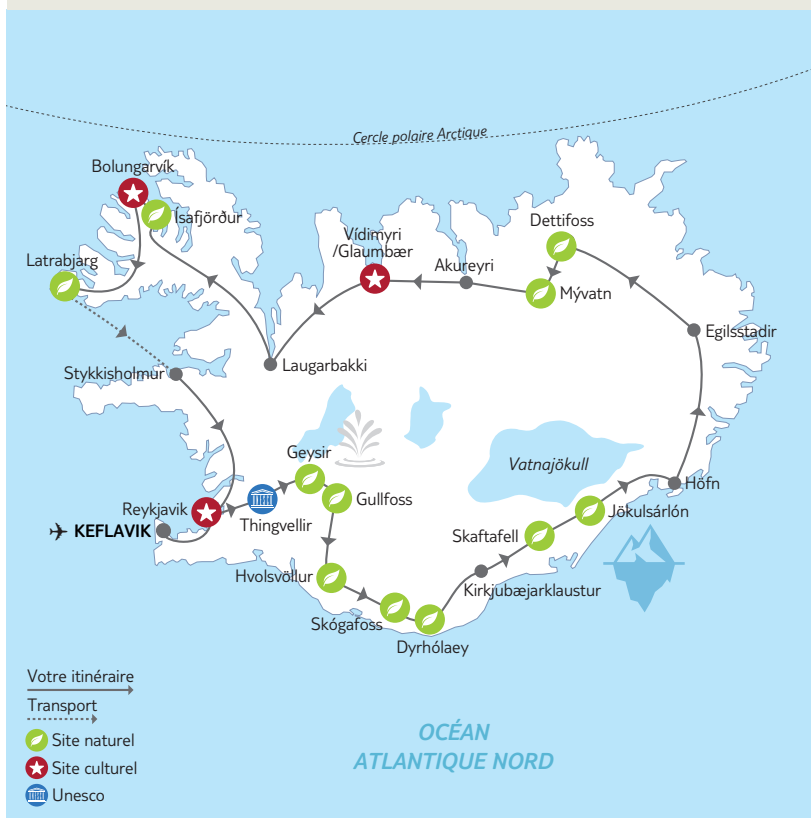 Cercle polaire Arctique
Bolungarvík
Ísafjörður
Latrabjarg
Vídimyri
/Glaumbær
Akureyri
Dettifoss
Mývatn
Egilsstadir
Laugarbakki
Stykkisholmur
Geysir
Gullfoss
Vatnajökull
Höfn
Reykjavik
Thingvellir
KEFLAVIK
Jökulsárlón
Skaftafell
Hvolsvöllur
Kirkjubæjarklaustur
Skógafoss
Dyrhólaey
Votre itinéraire
Transport
Site naturel
Site culturel
Unesco
OCÉAN
ATLANTIQUE NORD